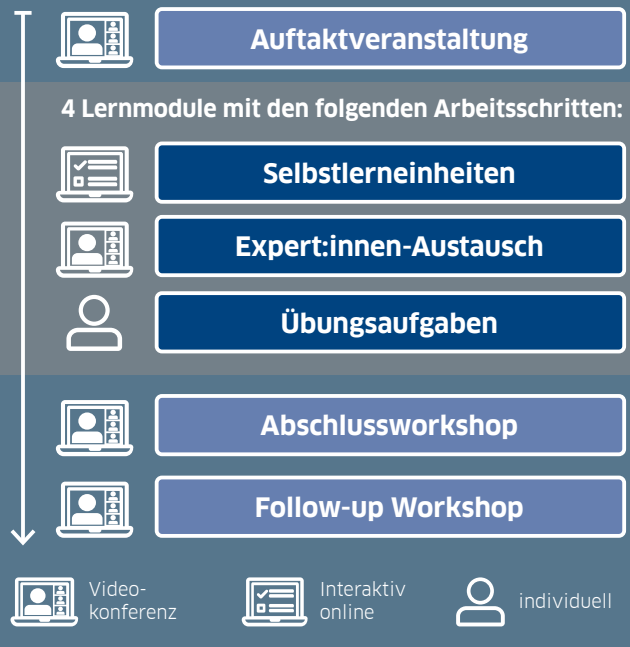 Auftaktveranstaltung
4 Lernmodule mit den folgenden Arbeitsschritten:
Selbstlerneinheiten
Expert:innen-Austausch
Übungsaufgaben
Abschlussworkshop
Follow-up Workshop
Video-
konferenz
Interaktiv
online
individuell